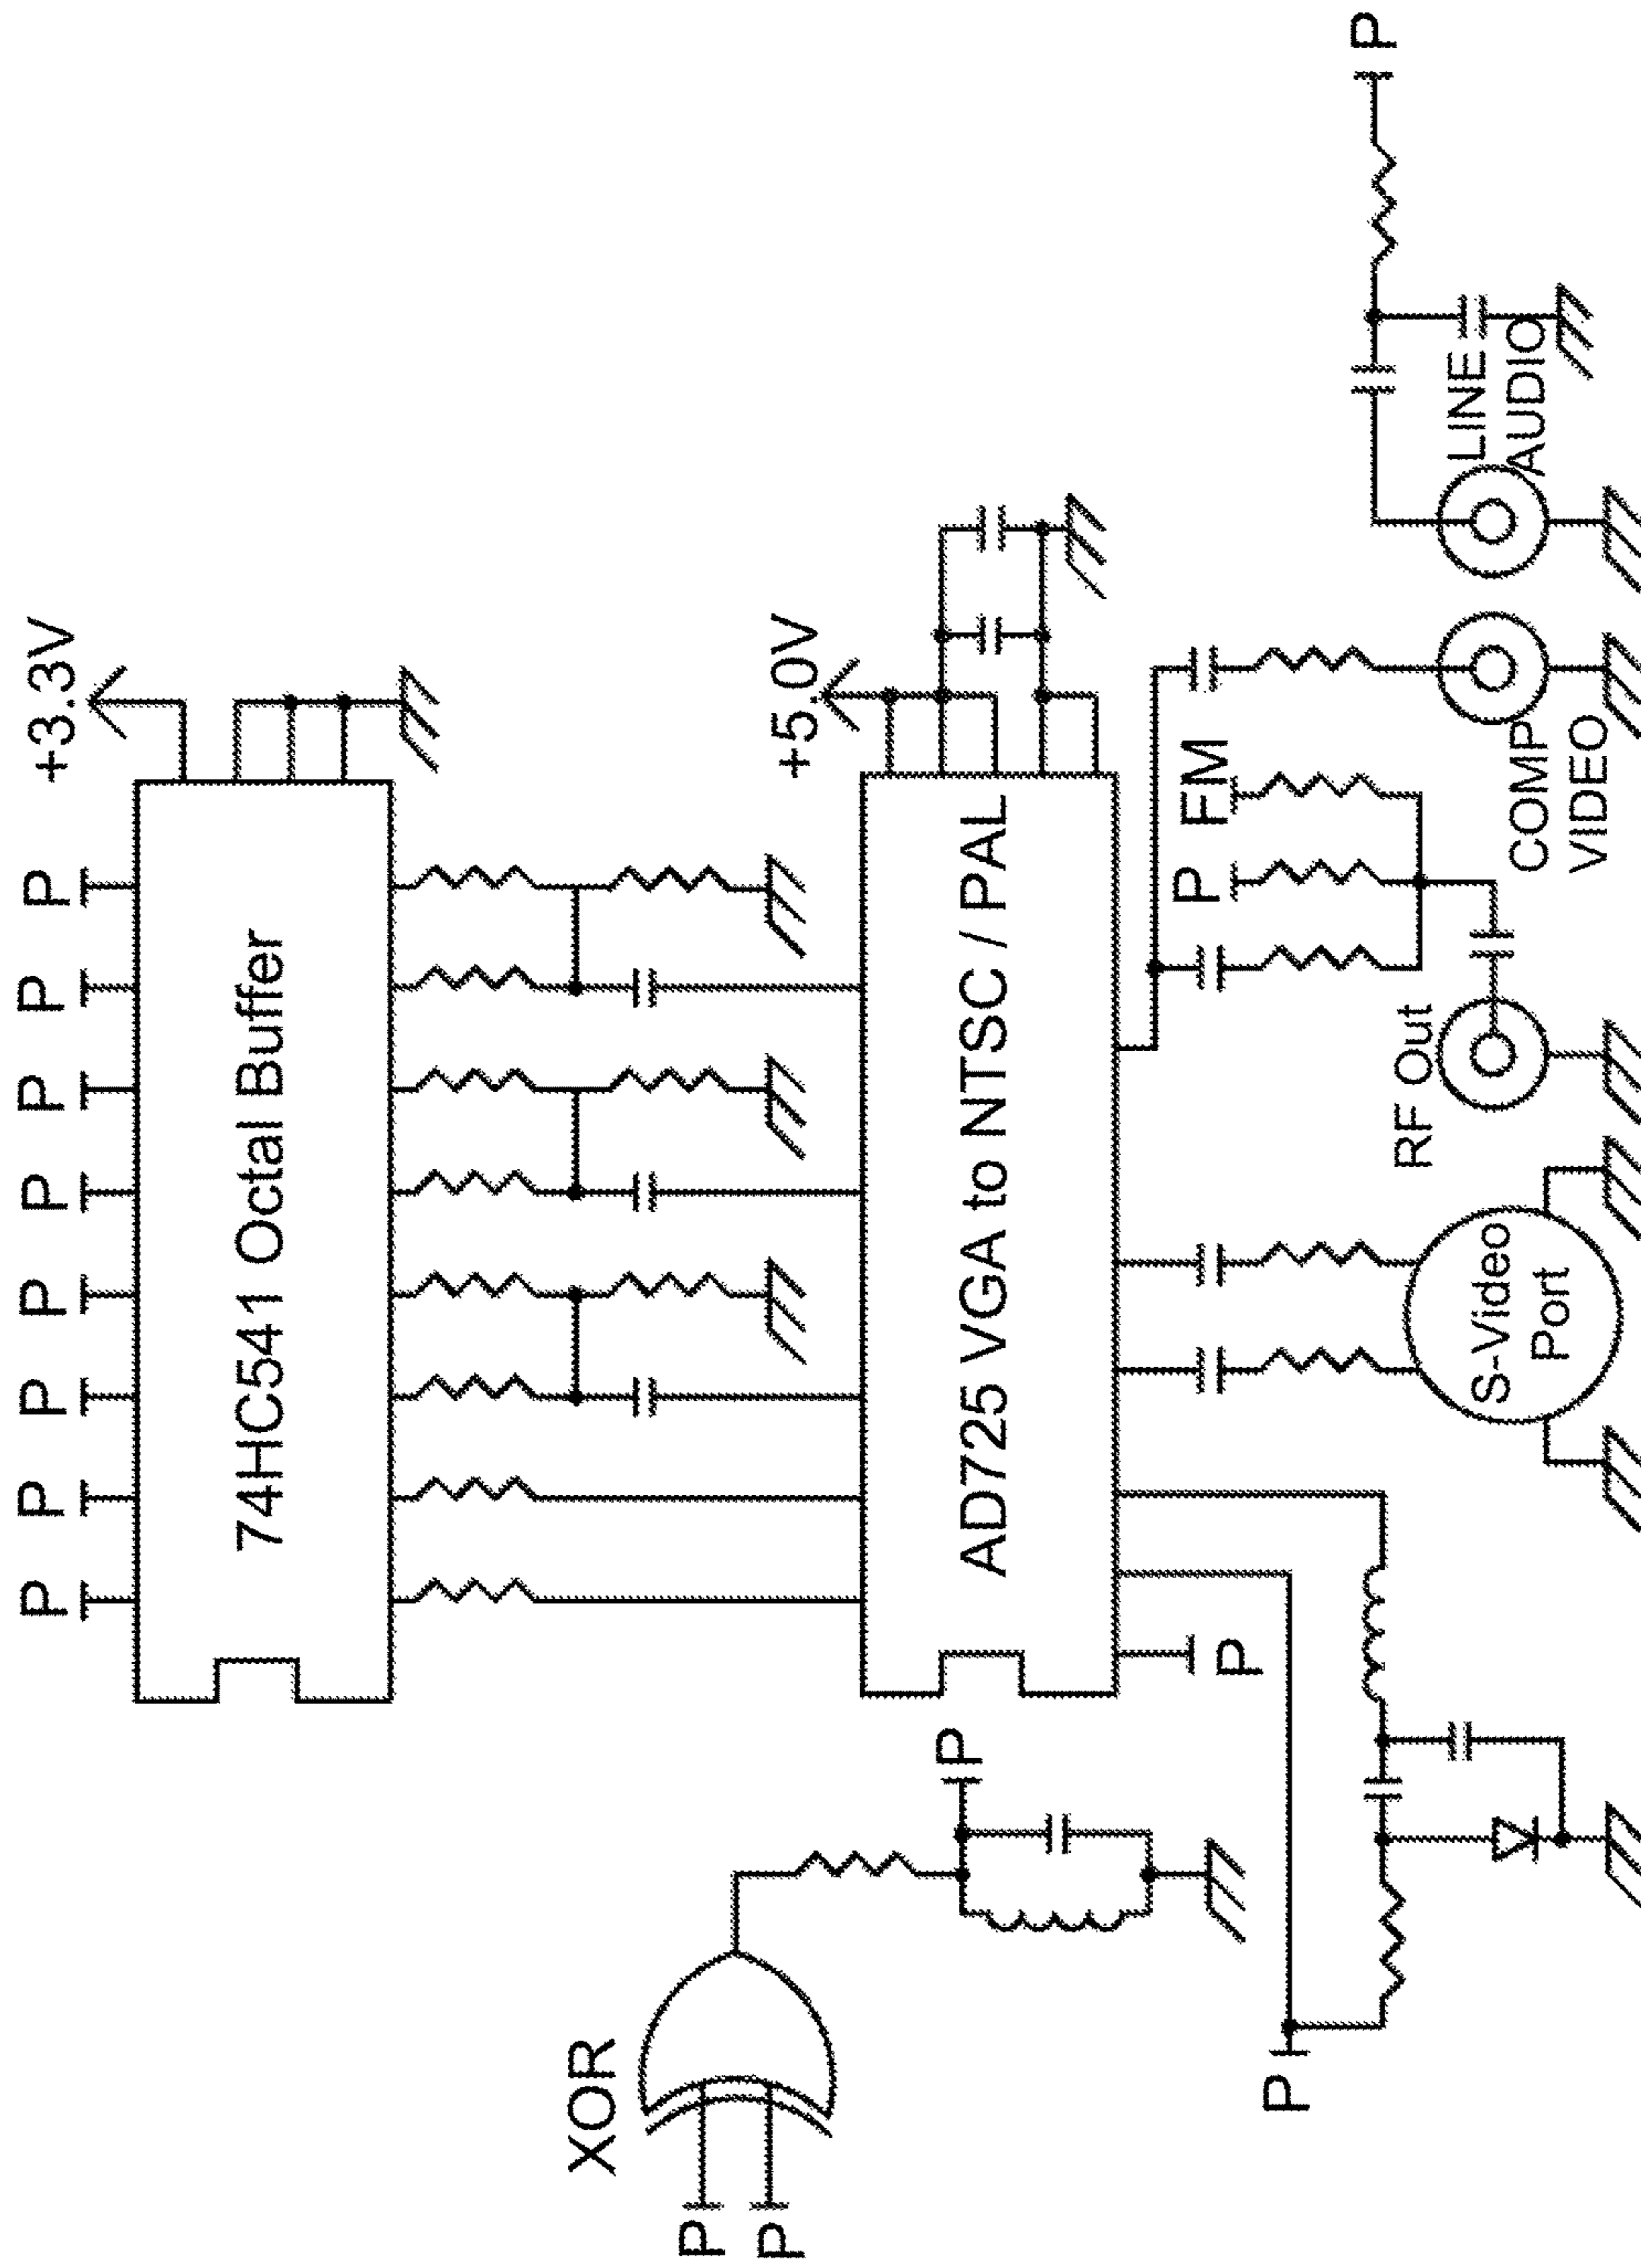 P P P P P P P P +3.3V
74HC541 Octal Buffer
XOR
P
P
+5.0V
P
AD725 VGA to NTSC / PAL
P FM
P
P
P
RF Out
LINE
AUDIO
S-Video
Port
COMP
VIDEO